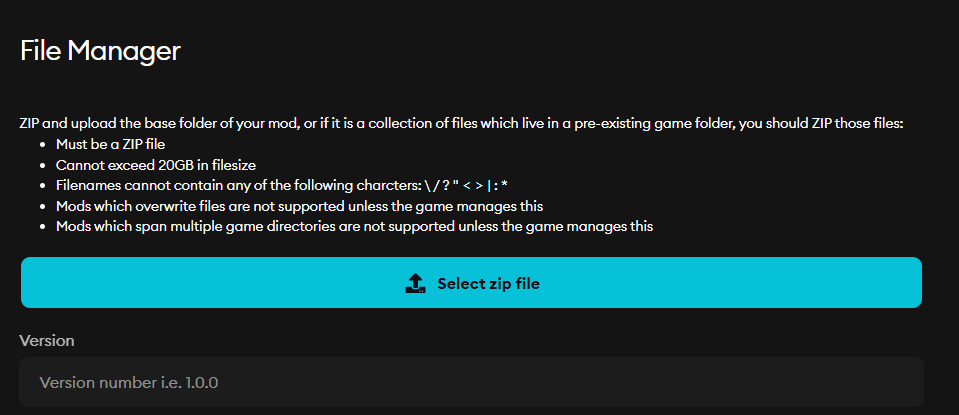 File Manager
ZIP and upload the base folder of your mod, or if it is a collection of files which live in a pre-existing game folder, you should ZIP those files:
• Must be a ZIP file
• Cannot exceed 20GB in filesize
• Filenames cannot contain any of the following charcters: \ / ? " < > | : *
• Mods which overwrite files are not supported unless the game manages this
• Mods which span multiple game directories are not supported unless the game manages this
Select zip file
Version
Version number i.e. 1.0.0